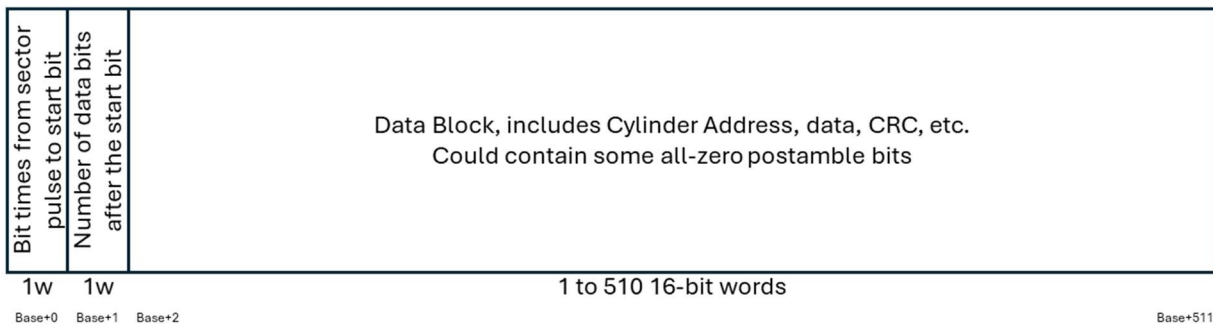 Bit times from sector
pulse to start bit
Number of data bits
after the start bit
Data Block, includes Cylinder Address, data, CRC, etc.
Could contain some all-zero postamble bits
1w
1w
1 to 510 16-bit words
Base+0
Base+1
Base+2
Base+511